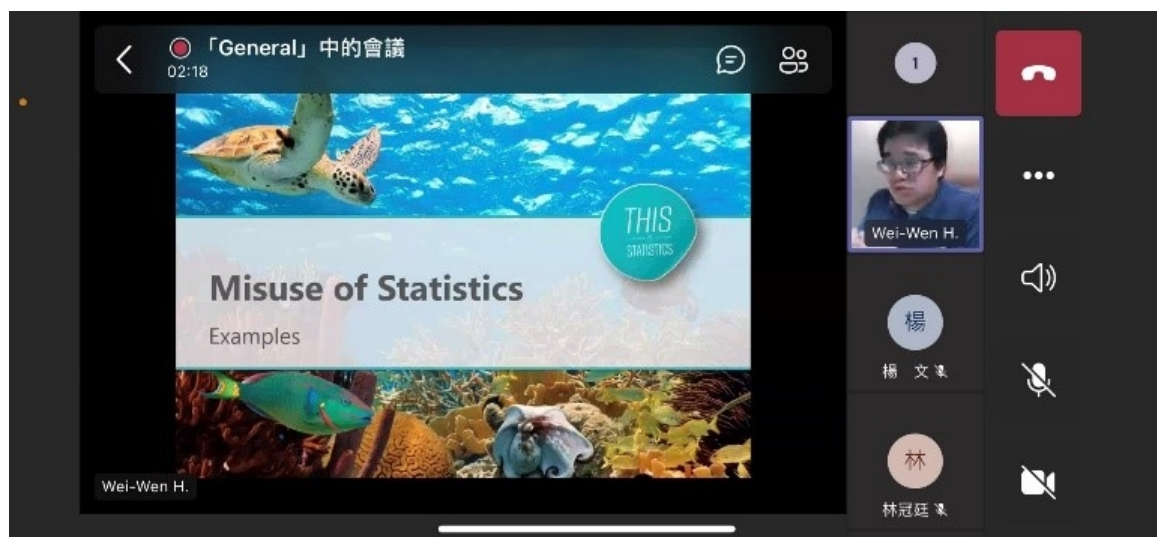 「General」中的會議
02:18
THIS
IS
STATISTICS
Misuse of Statistics
Examples
Wei-Wen H.
1
Wei-Wen H.
楊
楊 文
林
林冠廷